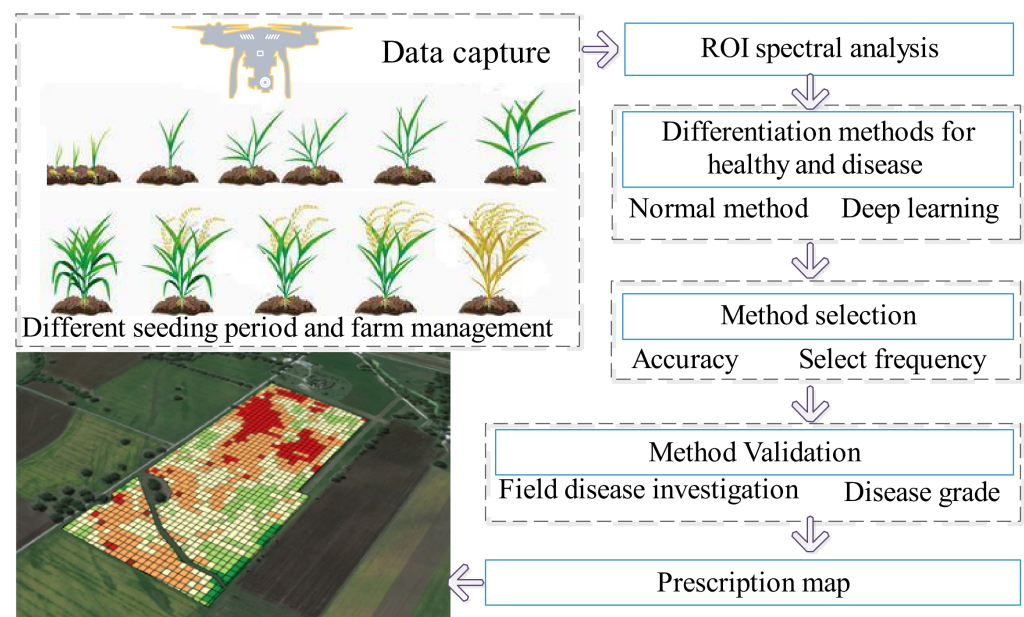 Data capture
Different seeding period and farm management
ROI spectral analysis
Differentiation methods for
healthy and disease
Normal method Deep learning
Method selection
Accuracy Select frequency
Method Validation
Field disease investigation Disease grade
Prescription map